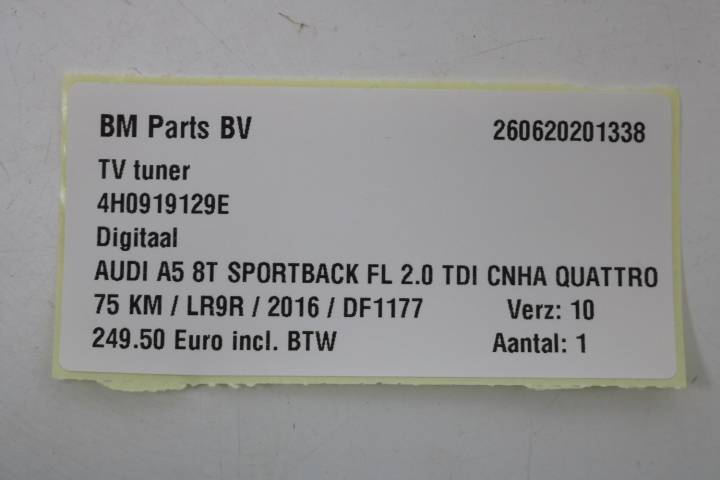 BM Parts BV 260620201338
TV tuner
4H0919129E
Digitaal
AUDI A5 8T SPORTBACK FL 2.0 TDI CNHA QUATTRO
75 KM / LR9R / 2016 / DF1177 Verz: 10
249.50 Euro incl. BTW Aantal: 1